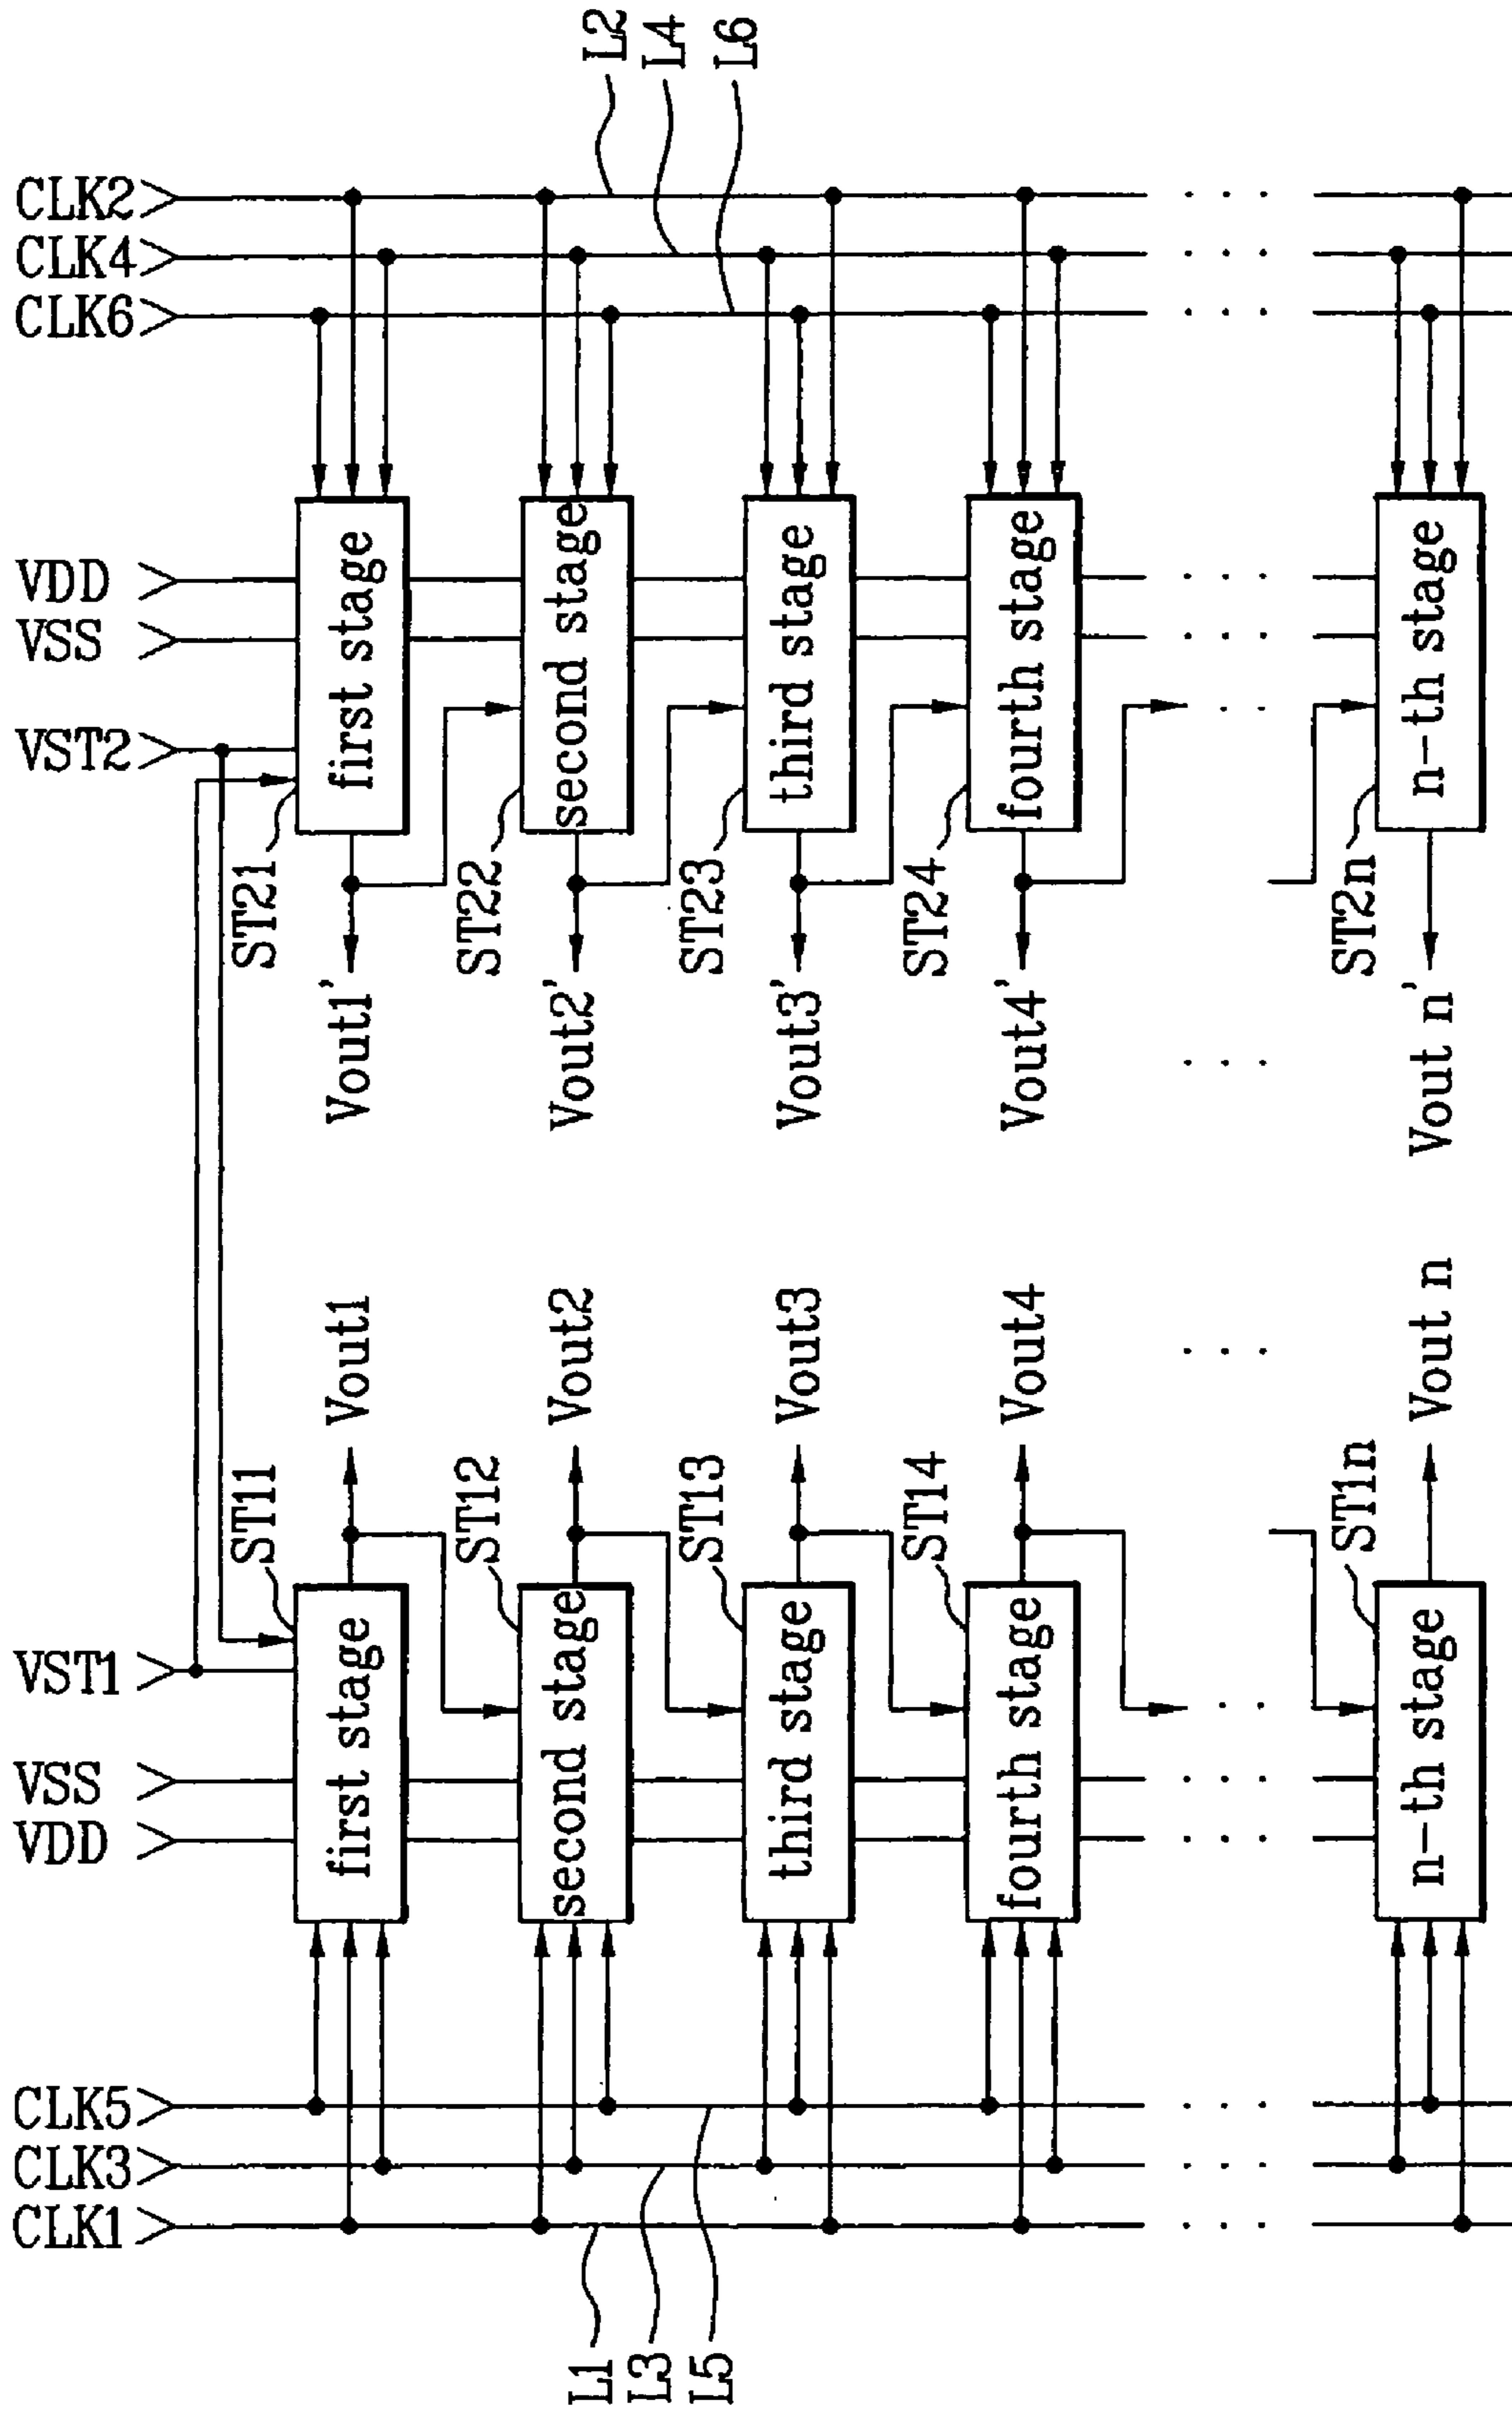 CLK2
CLK4
CLK6
VDD
VSS
VST2
VST1
VSS
VDD
CLK5
CLK3
CLK1
L2
L4
L6
first stage
second stage
third stage
fourth stage
n-th stage
ST21
ST22
ST23
ST24
ST2n
Vout1'
Vout2'
Vout3'
Vout4'
Vout n'
Vout1
Vout2
Vout3
Vout4
Vout n
ST11
ST12
ST13
ST14
ST1n
first stage
second stage
third stage
fourth stage
n-th stage
L1
L3
L5